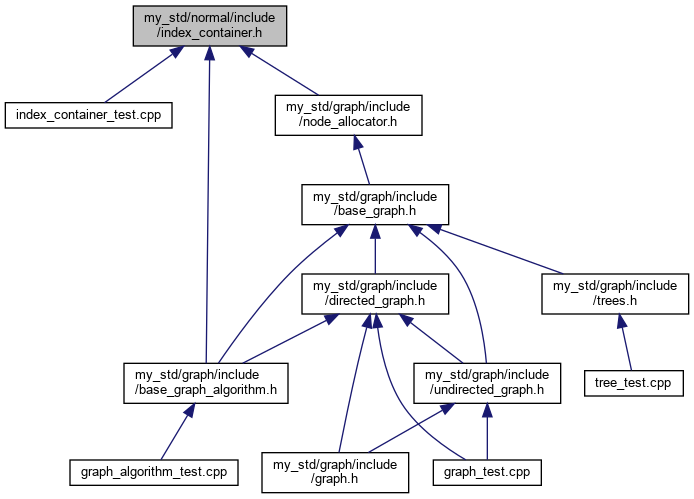 my_std/normal/include
/index_container.h
index_container_test.cpp
my_std/graph/include
/node_allocator.h
my_std/graph/include
/base_graph.h
my_std/graph/include
/directed_graph.h
my_std/graph/include
/trees.h
my_std/graph/include
/base_graph_algorithm.h
my_std/graph/include
/undirected_graph.h
tree_test.cpp
graph_algorithm_test.cpp
my_std/graph/include
/graph.h
graph_test.cpp